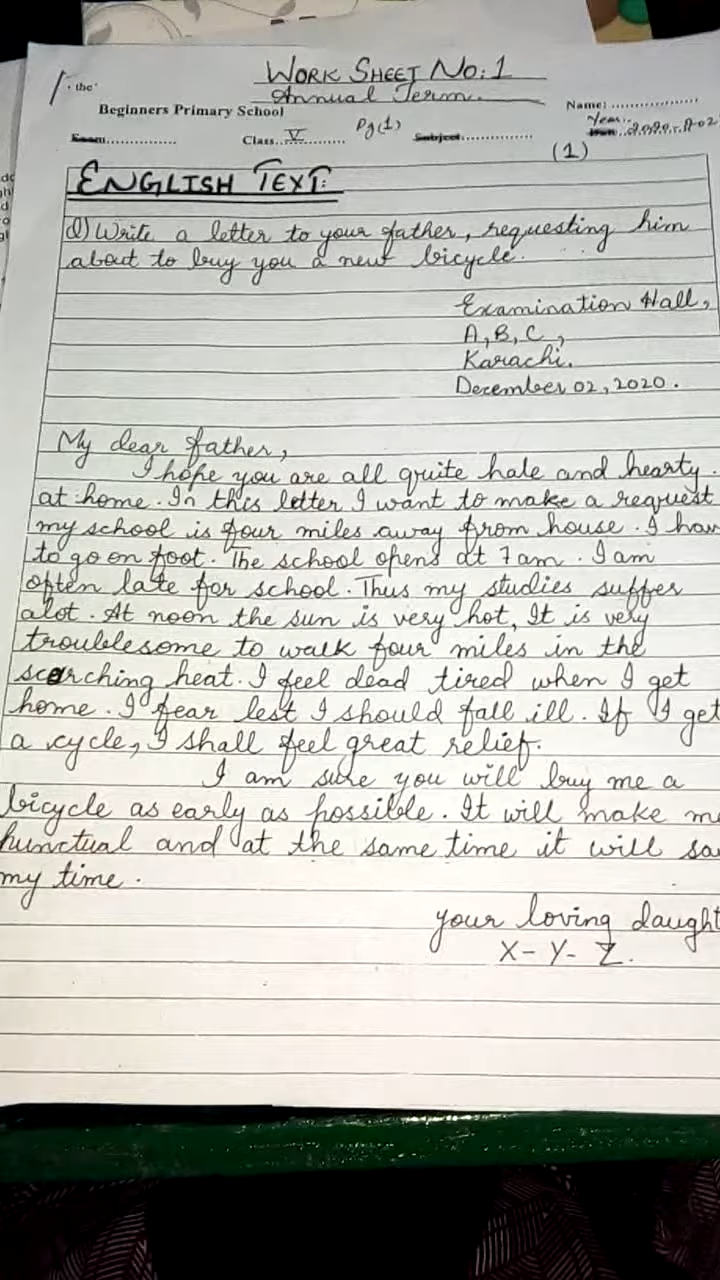 WORK SHEET NO:1
the
Annual Term.
Beginners Primary School
Name: ..................
Exam.............. Class..V......... Pg(1) Subject.............. Year..
(1)
ENGLISH TEXT:
Q) Write a letter to your father, requesting him
about to buy you a new bicycle.
Examination Hall,
A, B, C,
Karachi.
December 02, 2020.
My dear father,
I hope you are all quite hale and hearty.
at home. In this letter I want to make a request
my school is four miles away from house. I hav
to go on foot. The school opens at 7 am. I am
often late for school. Thus my studies suffer
alot. At noon the sun is very hot, It is very
troublesome to walk four miles in the
scorching heat. I feel dead tired when I get
home. I fear lest I should fall ill. If I get
a cycle, I shall feel great relief.
I am sure you will buy me a
bicycle as early as possible. It will make m
punctual and at the same time it will sa
my time.
your loving daught
X- Y- Z.